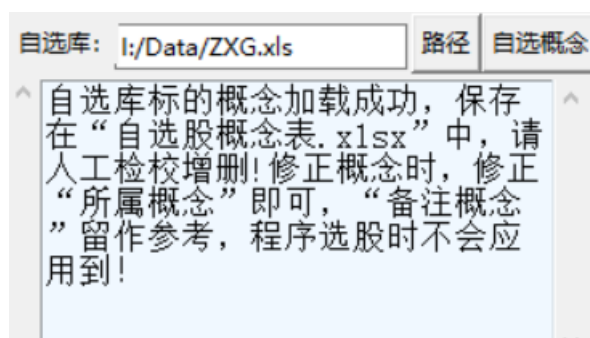 自选库: I:/Data/ZXG.xls 路径 自选概念
自选库标的概念加载成功，保存
在“自选股概念表.xlsx”中，请
人工检校增删!修正概念时，修正
“所属概念”即可，“备注概念
”留作参考，程序选股时不会应
用到!